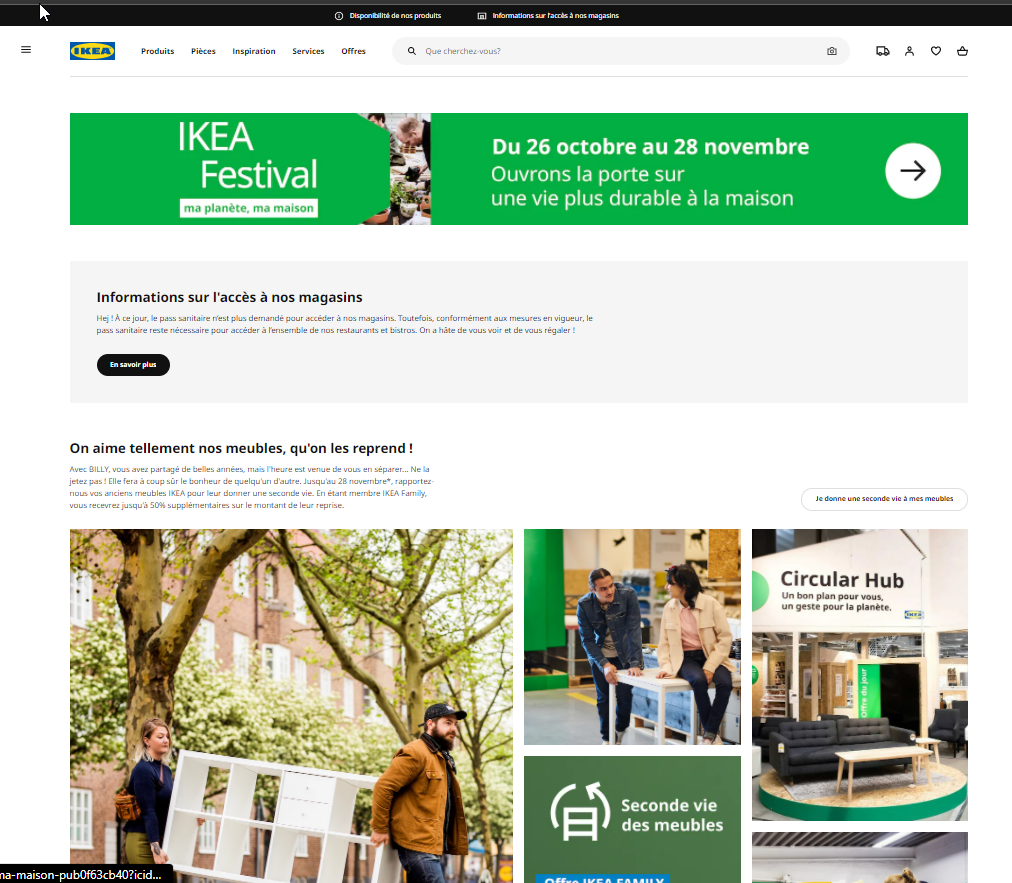 Disponibilité de nos produits
Informations sur l'accès à nos magasins
IKEA
Produits
Pièces
Inspiration
Services
Offres
Que cherchez-vous?
IKEA
Festival
ma planète, ma maison
Du 26 octobre au 28 novembre
Ouvrons la porte sur
une vie plus durable à la maison
Informations sur l'accès à nos magasins
Hej ! À ce jour, le pass sanitaire n'est plus demandé pour accéder à nos magasins. Toutefois, conformément aux mesures en vigueur, le
pass sanitaire reste nécessaire pour accéder à l'ensemble de nos restaurants et bistros. On a hâte de vous voir et de vous régaler !
En savoir plus
On aime tellement nos meubles, qu'on les reprend !
Avec BILLY, vous avez partagé de belles années, mais l'heure est venue de vous en séparer... Ne la
jetez pas ! Elle fera à coup sûr le bonheur de quelqu'un d'autre. Jusqu'au 28 novembre*, rapportez-
nous vos anciens meubles IKEA pour leur donner une seconde vie. En étant membre IKEA Family,
vous recevrez jusqu'à 50% supplémentaires sur le montant de leur reprise.
Je donne une seconde vie à mes meubles
Circular Hub
Un bon plan pour vous,
un geste pour la planète.
IKEA
Offre du jour
Seconde vie
des meubles
Offre IKEA FAMILY
ma-maison-pub0f63cb40?icid...